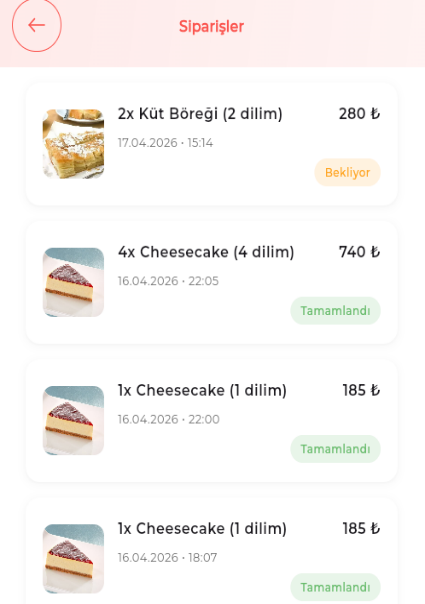 Siparişler
2x Küt Böreği (2 dilim) 280 ₺
17.04.2026 • 15:14
Bekliyor
4x Cheesecake (4 dilim) 740 ₺
16.04.2026 • 22:05
Tamamlandı
1x Cheesecake (1 dilim) 185 ₺
16.04.2026 • 22:00
Tamamlandı
1x Cheesecake (1 dilim) 185 ₺
16.04.2026 • 18:07
Tamamlandı